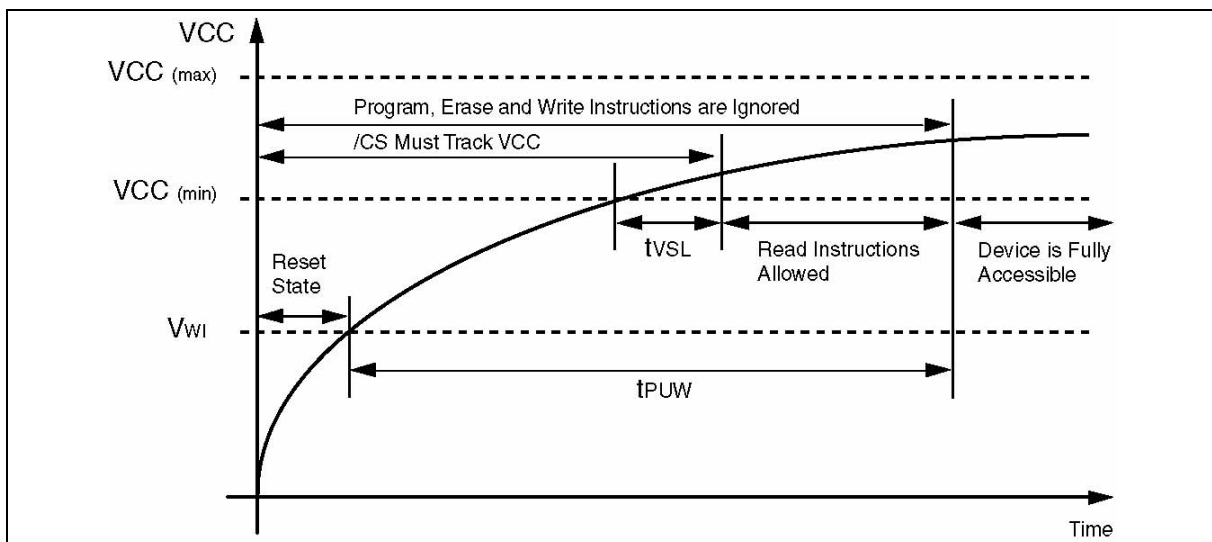 VCC
VCC (max)
Program, Erase and Write Instructions are Ignored
/CS Must Track VCC
VCC (min)
tVSL
Read Instructions
Allowed
Device is Fully
Accessible
Reset
State
VWI
tPUW
Time